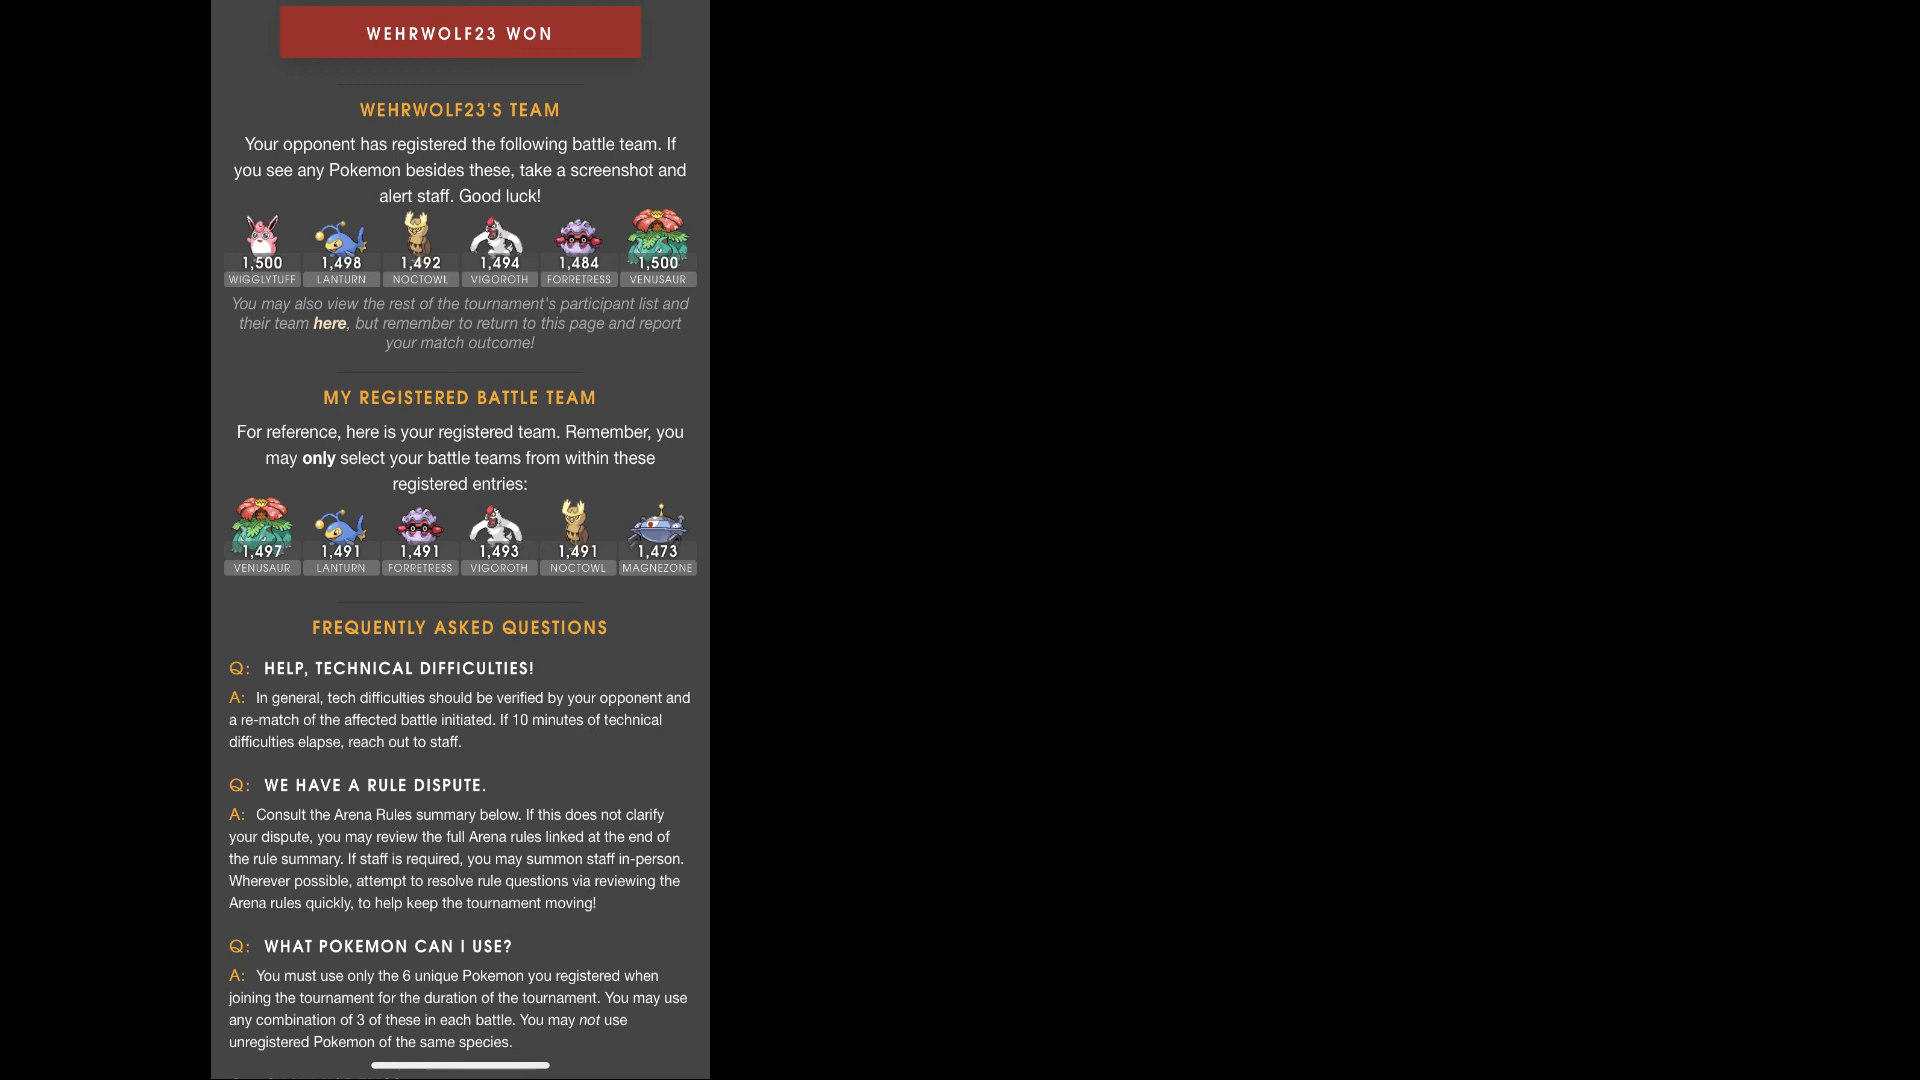 WEHRWOLF23 WON
WEHRWOLF23'S TEAM
Your opponent has registered the following battle team. If
you see any Pokemon besides these, take a screenshot and
alert staff. Good luck!
1,500 1,498 1,492 1,494 1,484 1,500
WIGGLYTUFF LANTURN NOCTOWL VIGOROTH FORRETRESS VENUSAUR
You may also view the rest of the tournament's participant list and
their team here, but remember to return to this page and report
your match outcome!
MY REGISTERED BATTLE TEAM
For reference, here is your registered team. Remember, you
may only select your battle teams from within these
registered entries:
1,497 1,491 1,491 1,493 1,491 1,473
VENUSAUR LANTURN FORRETRESS VIGOROTH NOCTOWL MAGNEZONE
FREQUENTLY ASKED QUESTIONS
Q: HELP, TECHNICAL DIFFICULTIES!
A: In general, tech difficulties should be verified by your opponent and
a re-match of the affected battle initiated. If 10 minutes of technical
difficulties elapse, reach out to staff.
Q: WE HAVE A RULE DISPUTE.
A: Consult the Arena Rules summary below. If this does not clarify
your dispute, you may review the full Arena rules linked at the end of
the rule summary. If staff is required, you may summon staff in-person.
Wherever possible, attempt to resolve rule questions via reviewing the
Arena rules quickly, to help keep the tournament moving!
Q: WHAT POKEMON CAN I USE?
A: You must use only the 6 unique Pokemon you registered when
joining the tournament for the duration of the tournament. You may use
any combination of 3 of these in each battle. You may not use
unregistered Pokemon of the same species.